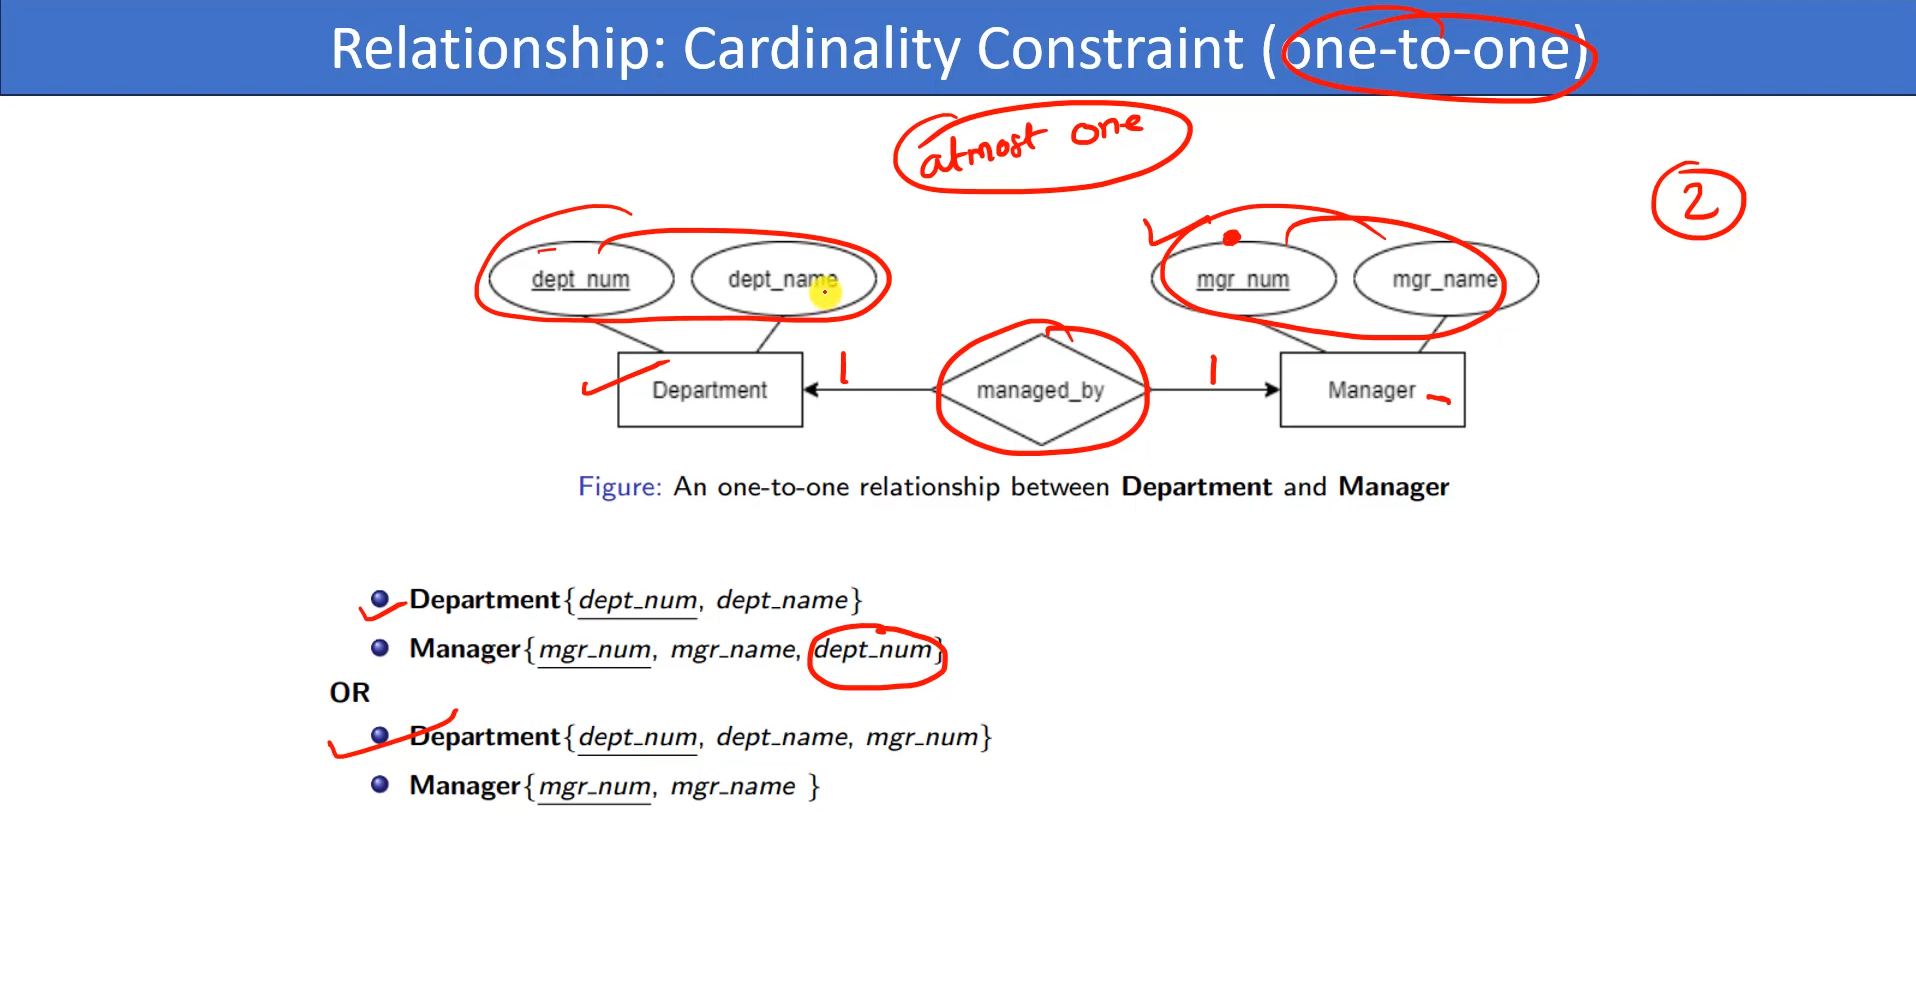 Relationship: Cardinality Constraint (one-to-one)
atmost one
2
dept_num dept_name mgr_num mgr_name
1 1
Department managed_by Manager
Figure: An one-to-one relationship between Department and Manager
Department{dept_num, dept_name}
Manager{mgr_num, mgr_name, dept_num}
OR
Department{dept_num, dept_name, mgr_num}
Manager{mgr_num, mgr_name }